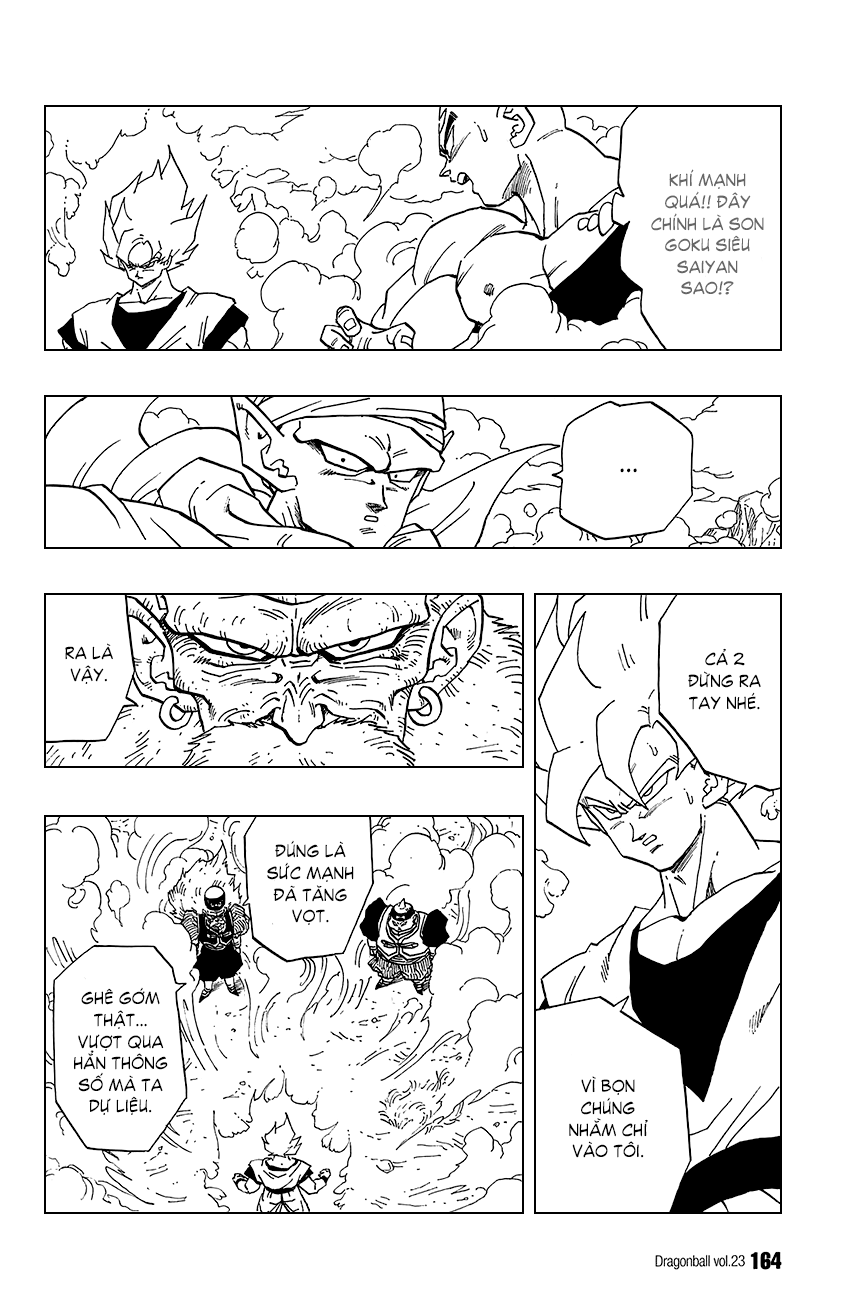 KHÍ MẠNH
QUÁ!! ĐÂY
CHÍNH LÀ SON
GOKU SIÊU
SAIYAN
SAO!?
...
CẢ 2
ĐỪNG RA
TAY NHÉ.
VÌ BỌN
CHÚNG
NHẮM CHỈ
VÀO TÔI.
RA LÀ
VẬY.
ĐÚNG LÀ
SỨC MẠNH
ĐÃ TĂNG
VỌT.
GHÊ GỚM
THẬT...
VƯỢT QUA
HẲN THÔNG
SỐ MÀ TA
DỰ LIỆU.
Dragonball vol.23 164